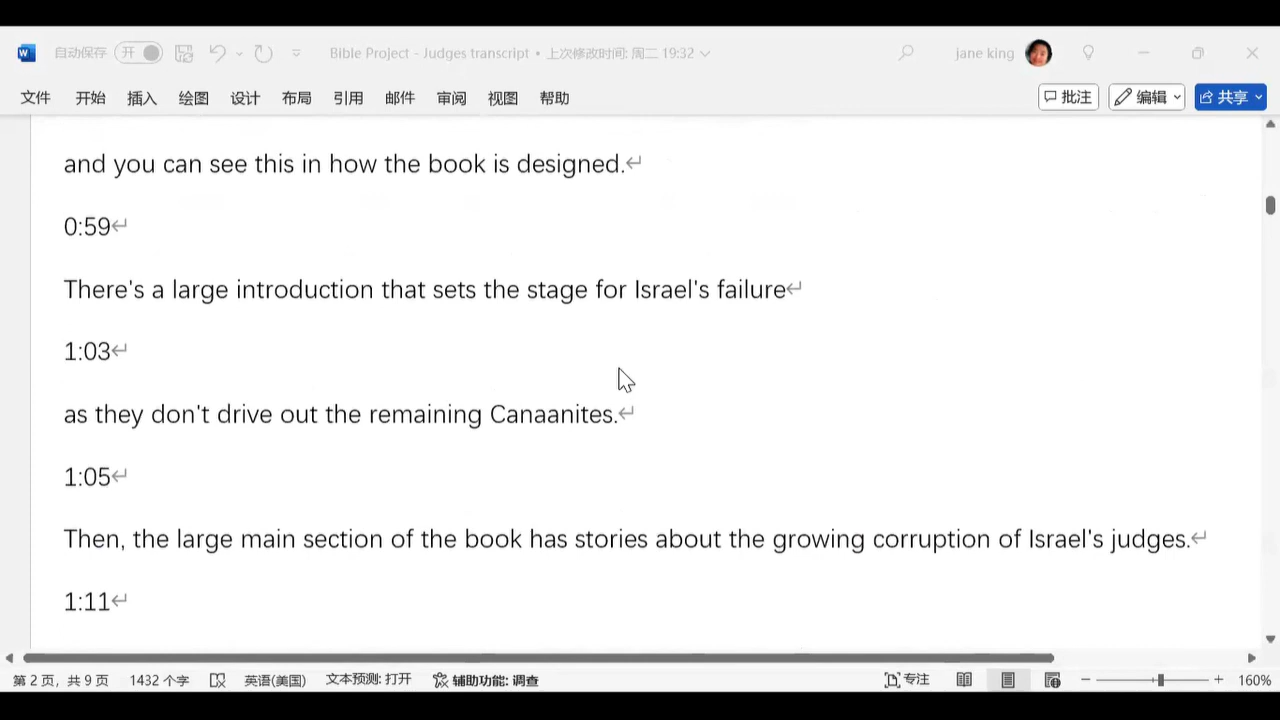 W 自动保存 开 Bible Project - Judges transcript • 上次修改时间: 周二 19:32 jane king
文件 开始 插入 绘图 设计 布局 引用 邮件 审阅 视图 帮助 批注 编辑 共享
and you can see this in how the book is designed.↵
0:59↵
There's a large introduction that sets the stage for Israel's failure↵
1:03↵
as they don't drive out the remaining Canaanites.↵
1:05↵
Then, the large main section of the book has stories about the growing corruption of Israel's judges.↵
1:11↵
第 2 页，共 9 页 1432 个字 英语(美国) 文本预测: 打开 辅助功能: 调查 专注 160%